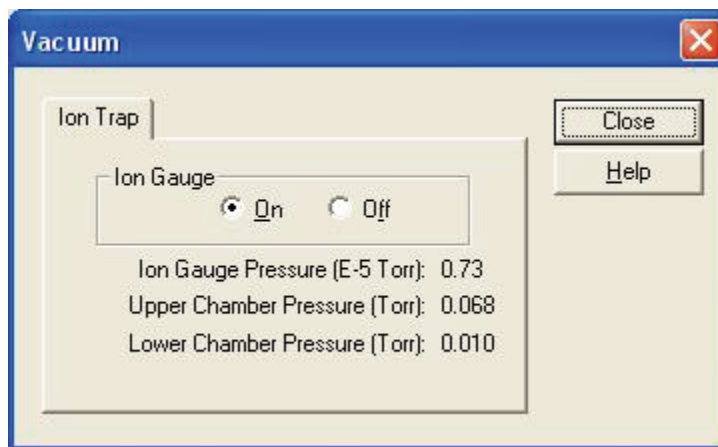 Vacuum
Ion Trap
Close
Help
Ion Gauge
On Off
Ion Gauge Pressure (E-5 Torr): 0.73
Upper Chamber Pressure (Torr): 0.068
Lower Chamber Pressure (Torr): 0.010